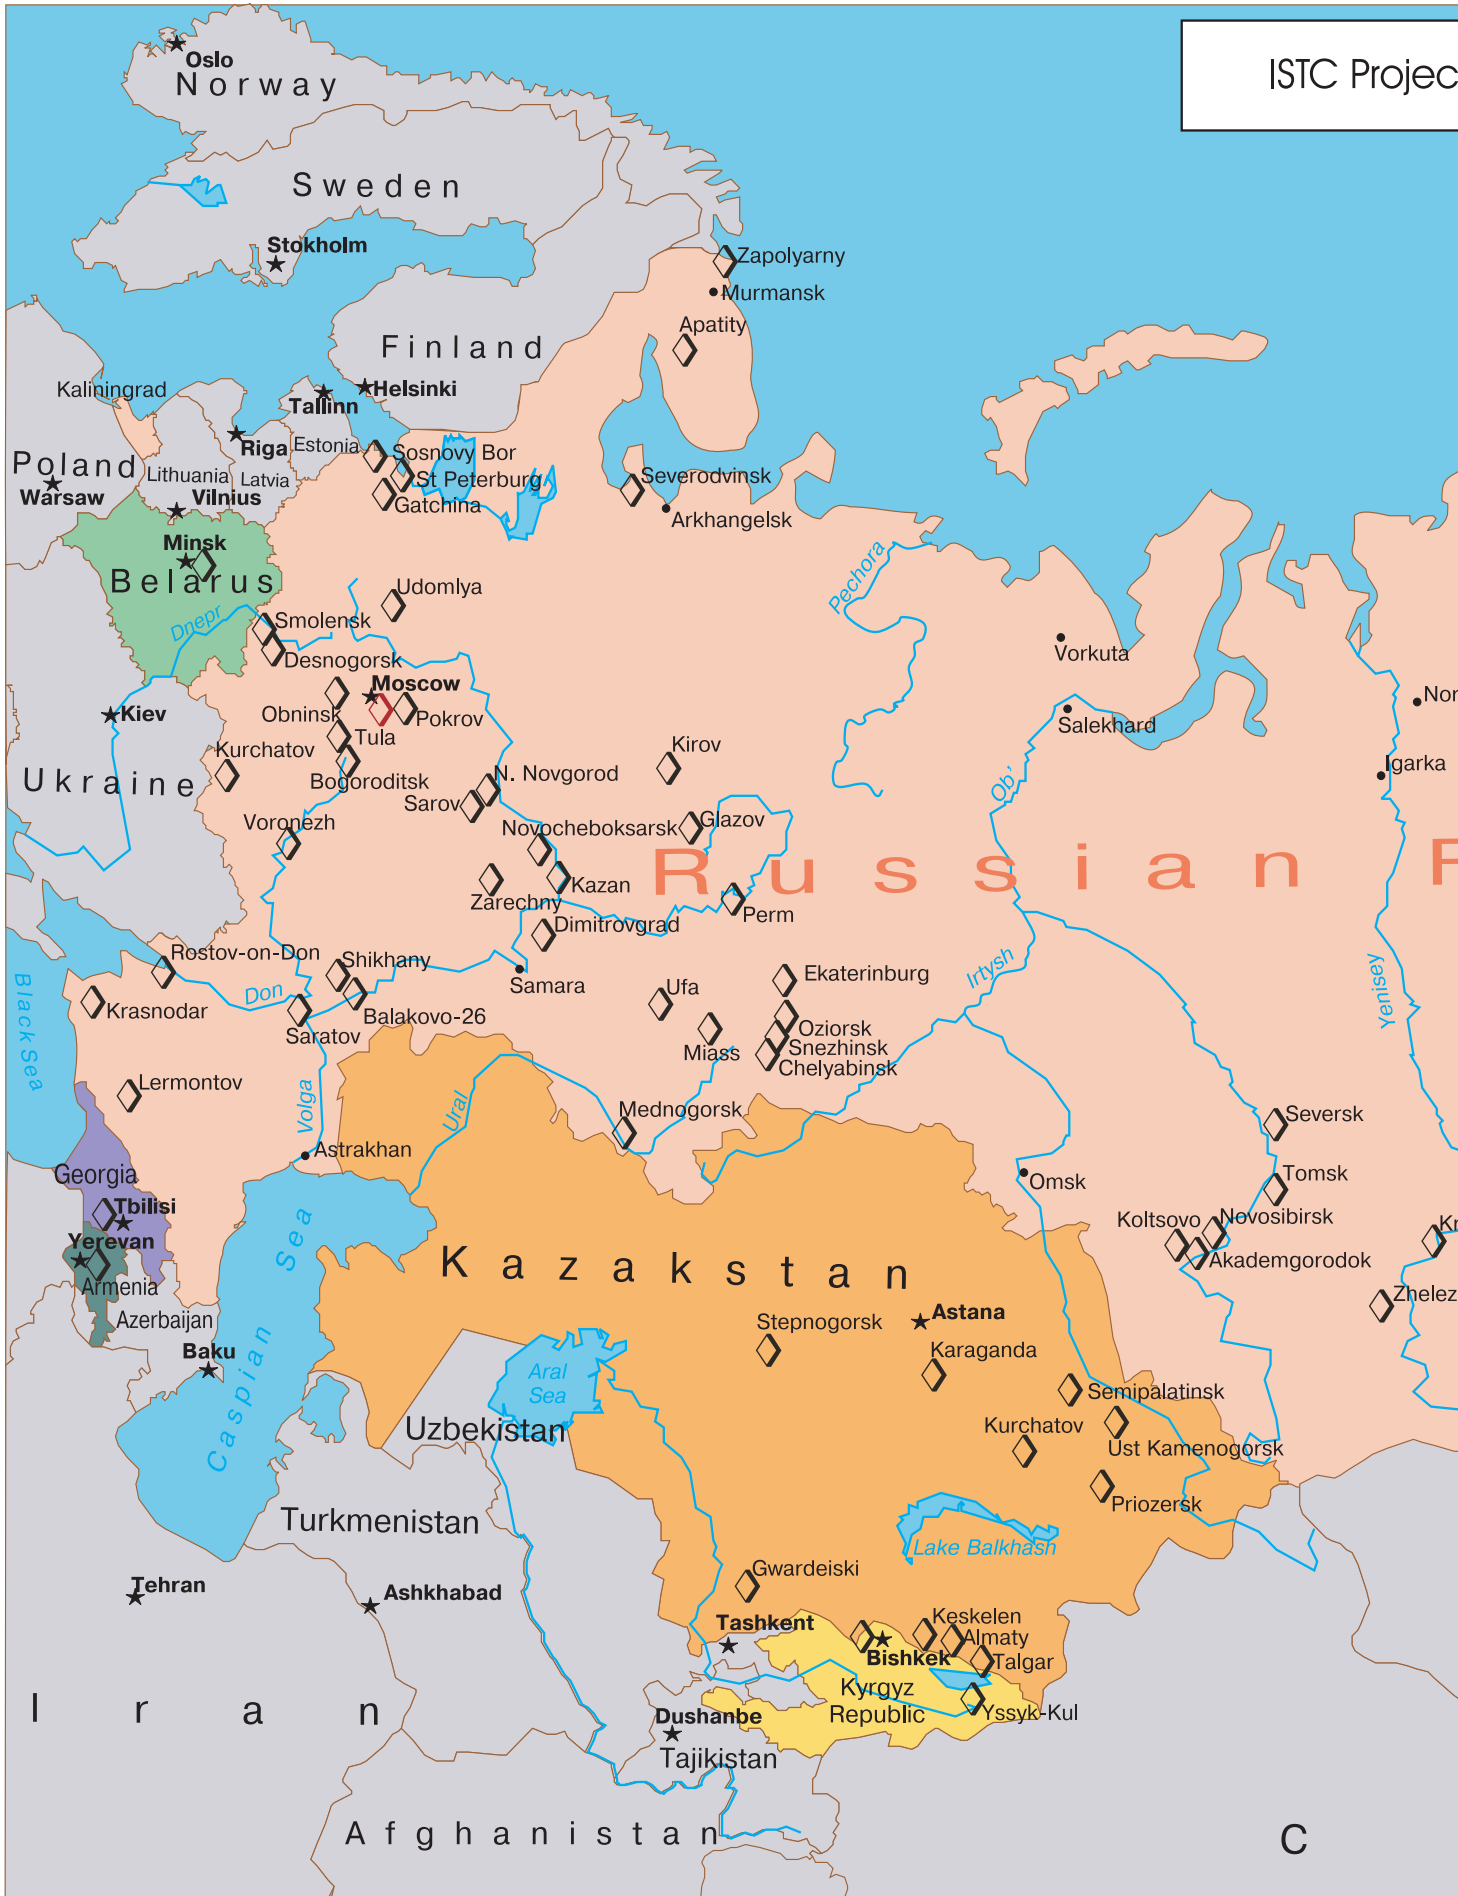 ISTC Projec
Oslo
Norway
Sweden
Stokholm
Zapolyarny
Murmansk
Apatity
Finland
Kaliningrad
Helsinki
Tallinn
Riga
Estonia
Sosnovy Bor
Poland
Lithuania
Latvia
St Peterburg
Severodvinsk
Warsaw
Vilnius
Gatchina
Arkhangelsk
Minsk
Belarus
Udomlya
Pechora
Dnepr
Smolensk
Desnogorsk
Vorkuta
Moscow
Obninsk
Pokrov
Kiev
Nor
Salekhard
Tula
Kurchatov
Kirov
Igarka
Ukraine
Bogoroditsk
N. Novgorod
Ob'
Sarov
Voronezh
Novocheboksarsk
Glazov
Russian F
Kazan
Zarechny
Perm
Dimitrovgrad
Rostov-on-Don
Shikhany
Ekaterinburg
Irtysh
Samara
Ufa
Yenisey
Black Sea
Don
Krasnodar
Balakovo-26
Saratov
Oziorsk
Miass
Snezhinsk
Chelyabinsk
Lermontov
Volga
Ural
Mednogorsk
Seversk
Astrakhan
Georgia
Omsk
Tomsk
Tbilisi
Koltsovo
Novosibirsk
Kr
Yerevan
Kazakstan
Akademgorodok
Armenia
Zhelez
Azerbaijan
Caspian Sea
Astana
Stepnogorsk
Baku
Karaganda
Aral
Sea
Semipalatinsk
Uzbekistan
Kurchatov
Ust Kamenogorsk
Priozersk
Turkmenistan
Lake Balkhash
Gwardeiski
Tehran
Ashkhabad
Keskelen
Tashkent
Almaty
Bishkek
Talgar
Kyrgyz
Republic
Iran
Dushanbe
Yssyk-Kul
Tajikistan
Afghanistan
C